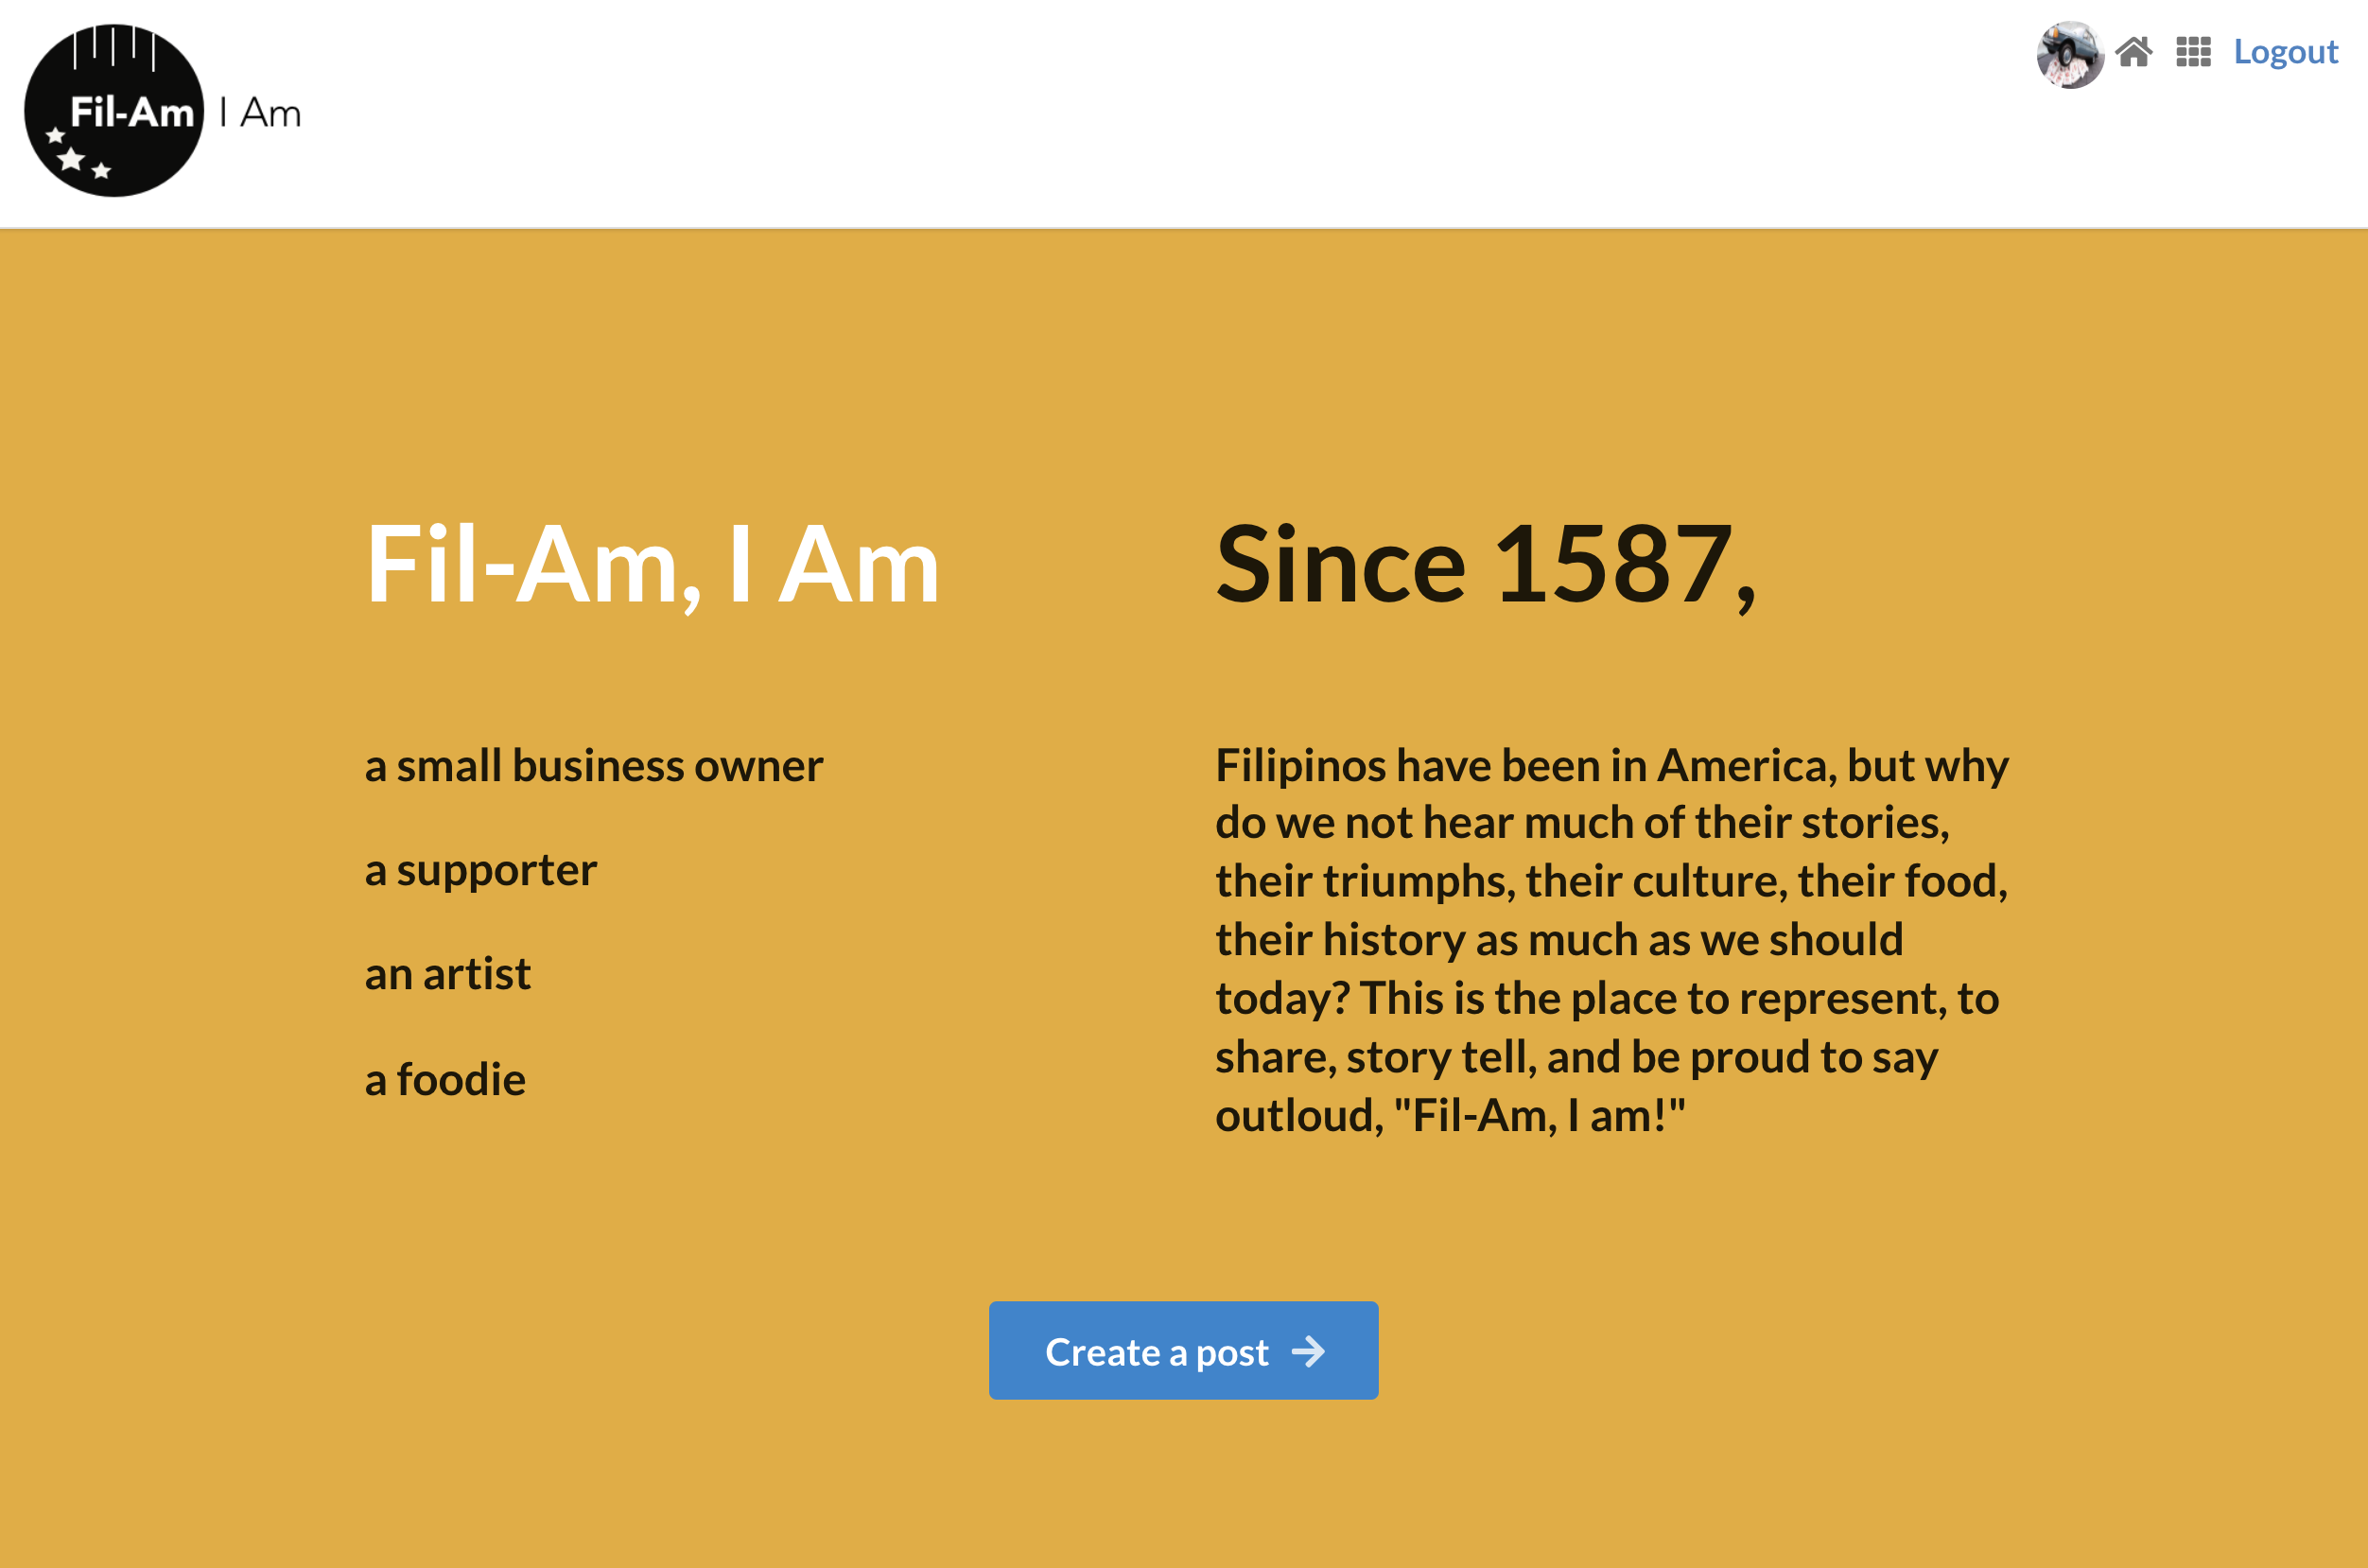 Fil-Am I Am
Logout
Fil-Am, I Am
a small business owner
a supporter
an artist
a foodie
Since 1587,
Filipinos have been in America, but why
do we not hear much of their stories,
their triumphs, their culture, their food,
their history as much as we should
today? This is the place to represent, to
share, story tell, and be proud to say
outloud, "Fil-Am, I am!"
Create a post